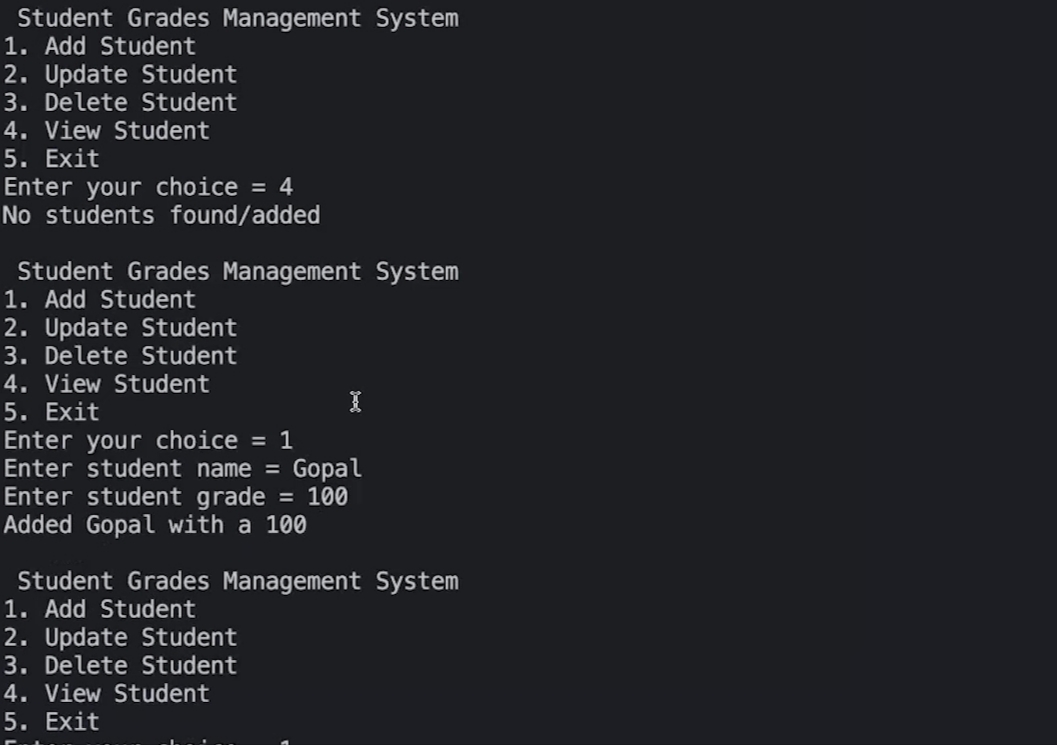 Student Grades Management System
1. Add Student
2. Update Student
3. Delete Student
4. View Student
5. Exit
Enter your choice = 4
No students found/added
Student Grades Management System
1. Add Student
2. Update Student
3. Delete Student
4. View Student
5. Exit
Enter your choice = 1
Enter student name = Gopal
Enter student grade = 100
Added Gopal with a 100
Student Grades Management System
1. Add Student
2. Update Student
3. Delete Student
4. View Student
5. Exit
Enter your choice = 1